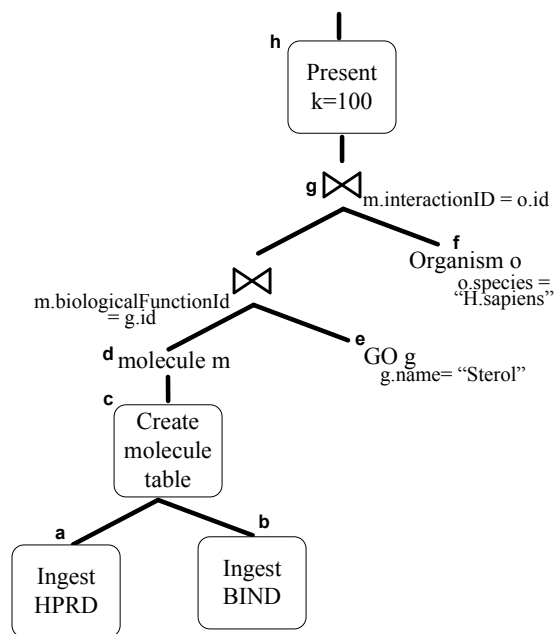 h
Present
k=100
g
m.interactionID = o.id
f
Organism o
o.species =
“H.sapiens”
m.biologicalFunctionId
= g.id
e
GO g
g.name= “Sterol”
d
molecule m
c
Create
molecule
table
a
Ingest
HPRD
b
Ingest
BIND